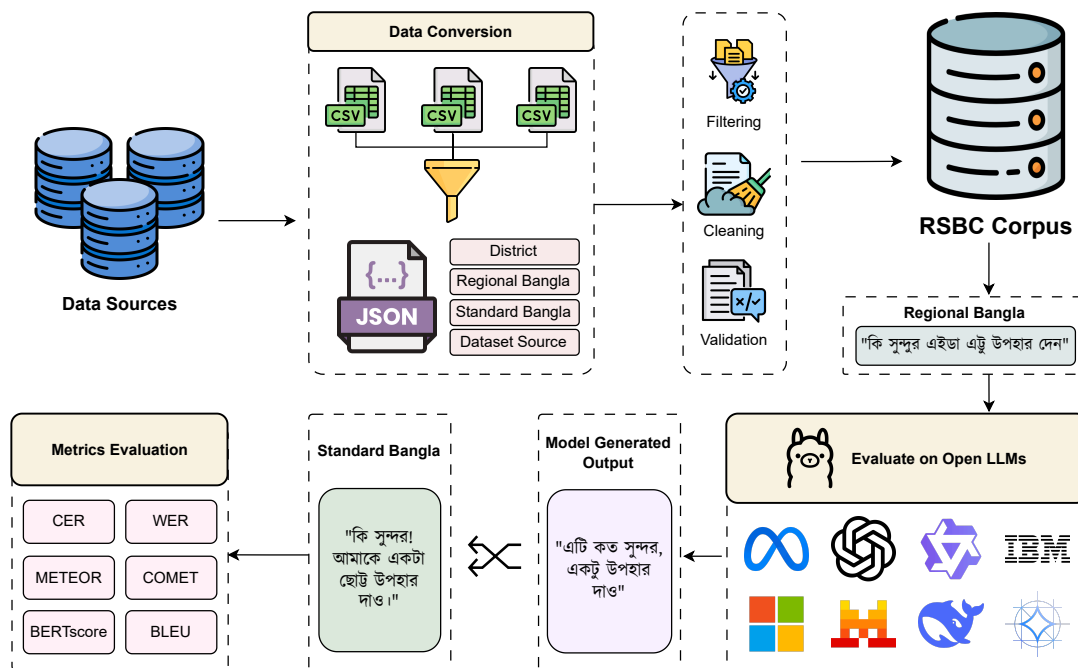 Data Sources
Data Conversion
CSV
CSV
CSV
{...}
JSON
District
Regional Bangla
Standard Bangla
Dataset Source
Filtering
Cleaning
</>
Validation
RSBC Corpus
Regional Bangla
"কি সুন্দুর এইডা এট্টু উপহার দেন"
Evaluate on Open LLMs
IBM
Model Generated
Output
"এটি কত সুন্দর,
একটু উপহার
দাও"
Standard Bangla
"কি সুন্দর!
আমাকে একটা
ছোট্ট উপহার
দাও।"
Metrics Evaluation
CER
WER
METEOR
COMET
BERTscore
BLEU